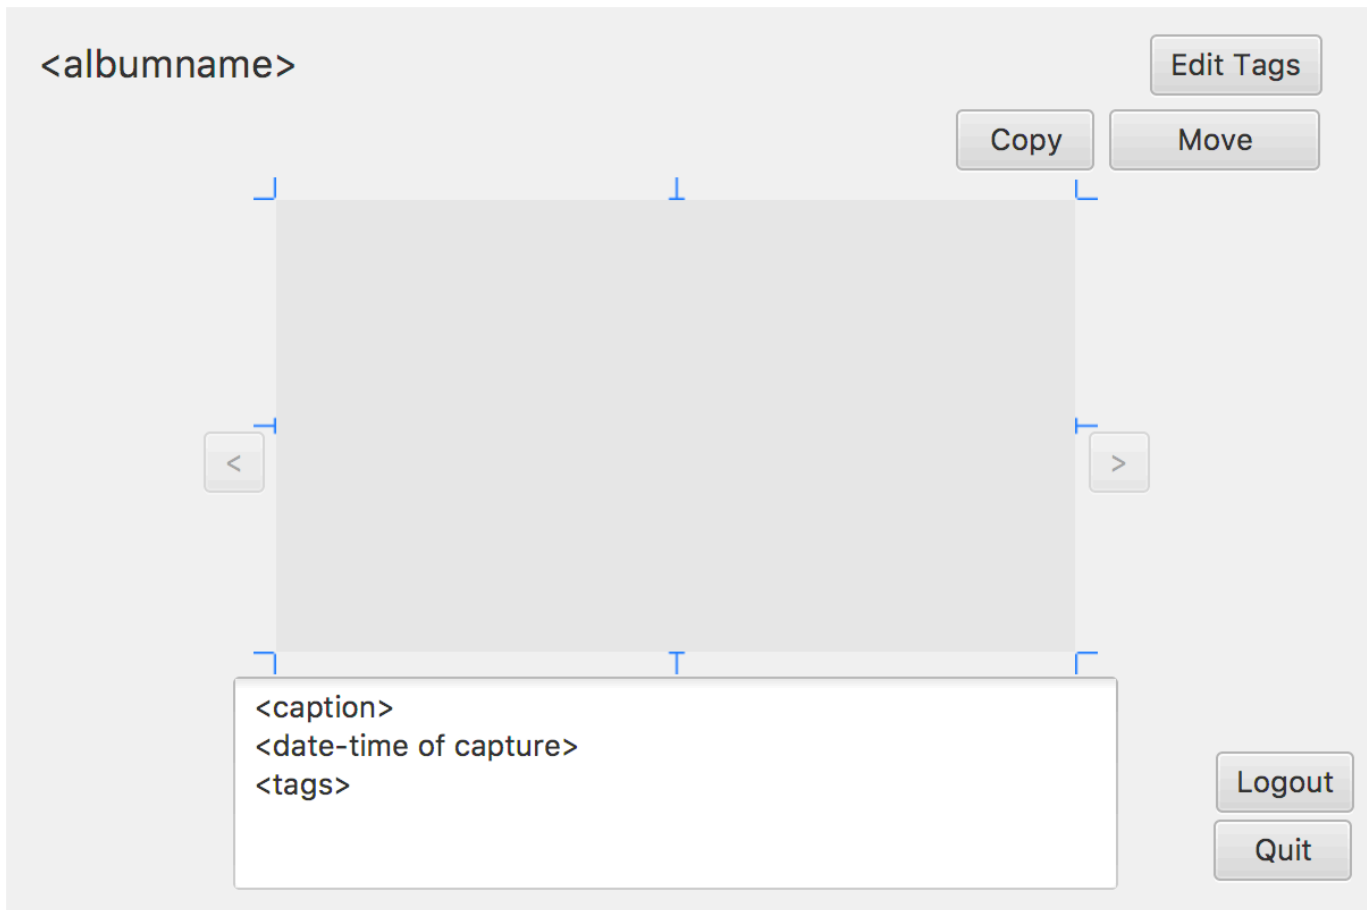 <albumname>
Edit Tags
Copy
Move
<
>
<caption>
<date-time of capture>
<tags>
Logout
Quit